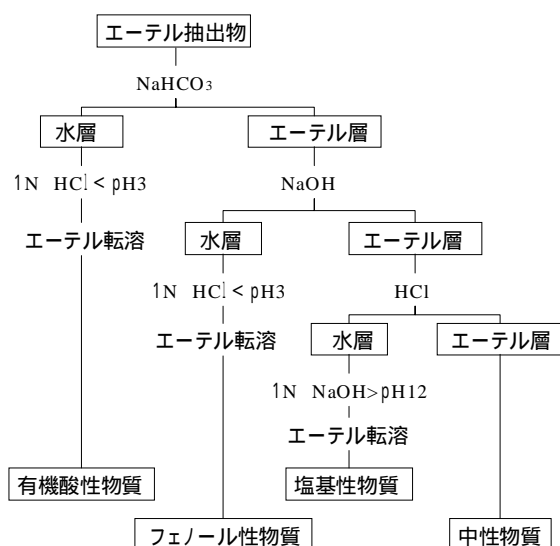 エーテル抽出物
NaHCO3
水層
エーテル層
1N HCl < pH3
NaOH
エーテル転溶
水層
エーテル層
1N HCl < pH3
HCl
エーテル転溶
水層
エーテル層
1N NaOH>pH12
エーテル転溶
有機酸性物質
塩基性物質
フェノール性物質
中性物質